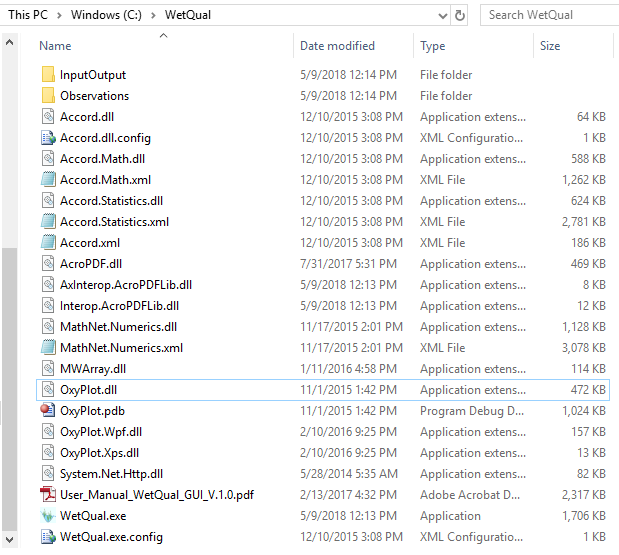 This PC > Windows (C:) > WetQual Search WetQual
Name Date modified Type Size
InputOutput 5/9/2018 12:14 PM File folder
Observations 5/9/2018 12:14 PM File folder
Accord.dll 12/10/2015 3:08 PM Application extens... 64 KB
Accord.dll.config 12/10/2015 3:08 PM XML Configuratio... 1 KB
Accord.Math.dll 12/10/2015 3:08 PM Application extens... 588 KB
Accord.Math.xml 12/10/2015 3:08 PM XML File 1,262 KB
Accord.Statistics.dll 12/10/2015 3:08 PM Application extens... 624 KB
Accord.Statistics.xml 12/10/2015 3:08 PM XML File 2,781 KB
Accord.xml 12/10/2015 3:08 PM XML File 186 KB
AcroPDF.dll 7/31/2017 5:31 PM Application extens... 469 KB
AxInterop.AcroPDFLib.dll 5/9/2018 12:13 PM Application extens... 8 KB
Interop.AcroPDFLib.dll 5/9/2018 12:13 PM Application extens... 12 KB
MathNet.Numerics.dll 11/17/2015 2:01 PM Application extens... 1,128 KB
MathNet.Numerics.xml 11/17/2015 2:01 PM XML File 3,078 KB
MWArray.dll 1/11/2016 4:58 PM Application extens... 114 KB
OxyPlot.dll 11/1/2015 1:42 PM Application extens... 472 KB
OxyPlot.pdb 11/1/2015 1:42 PM Program Debug D... 1,024 KB
OxyPlot.Wpf.dll 2/10/2016 9:25 PM Application extens... 157 KB
OxyPlot.Xps.dll 2/10/2016 9:25 PM Application extens... 13 KB
System.Net.Http.dll 5/28/2014 5:35 AM Application extens... 82 KB
User_Manual_WetQual_GUI_V.1.0.pdf 2/13/2017 4:32 PM Adobe Acrobat D... 2,317 KB
WetQual.exe 5/9/2018 12:13 PM Application 1,706 KB
WetQual.exe.config 12/10/2015 3:08 PM XML Configuratio... 1 KB